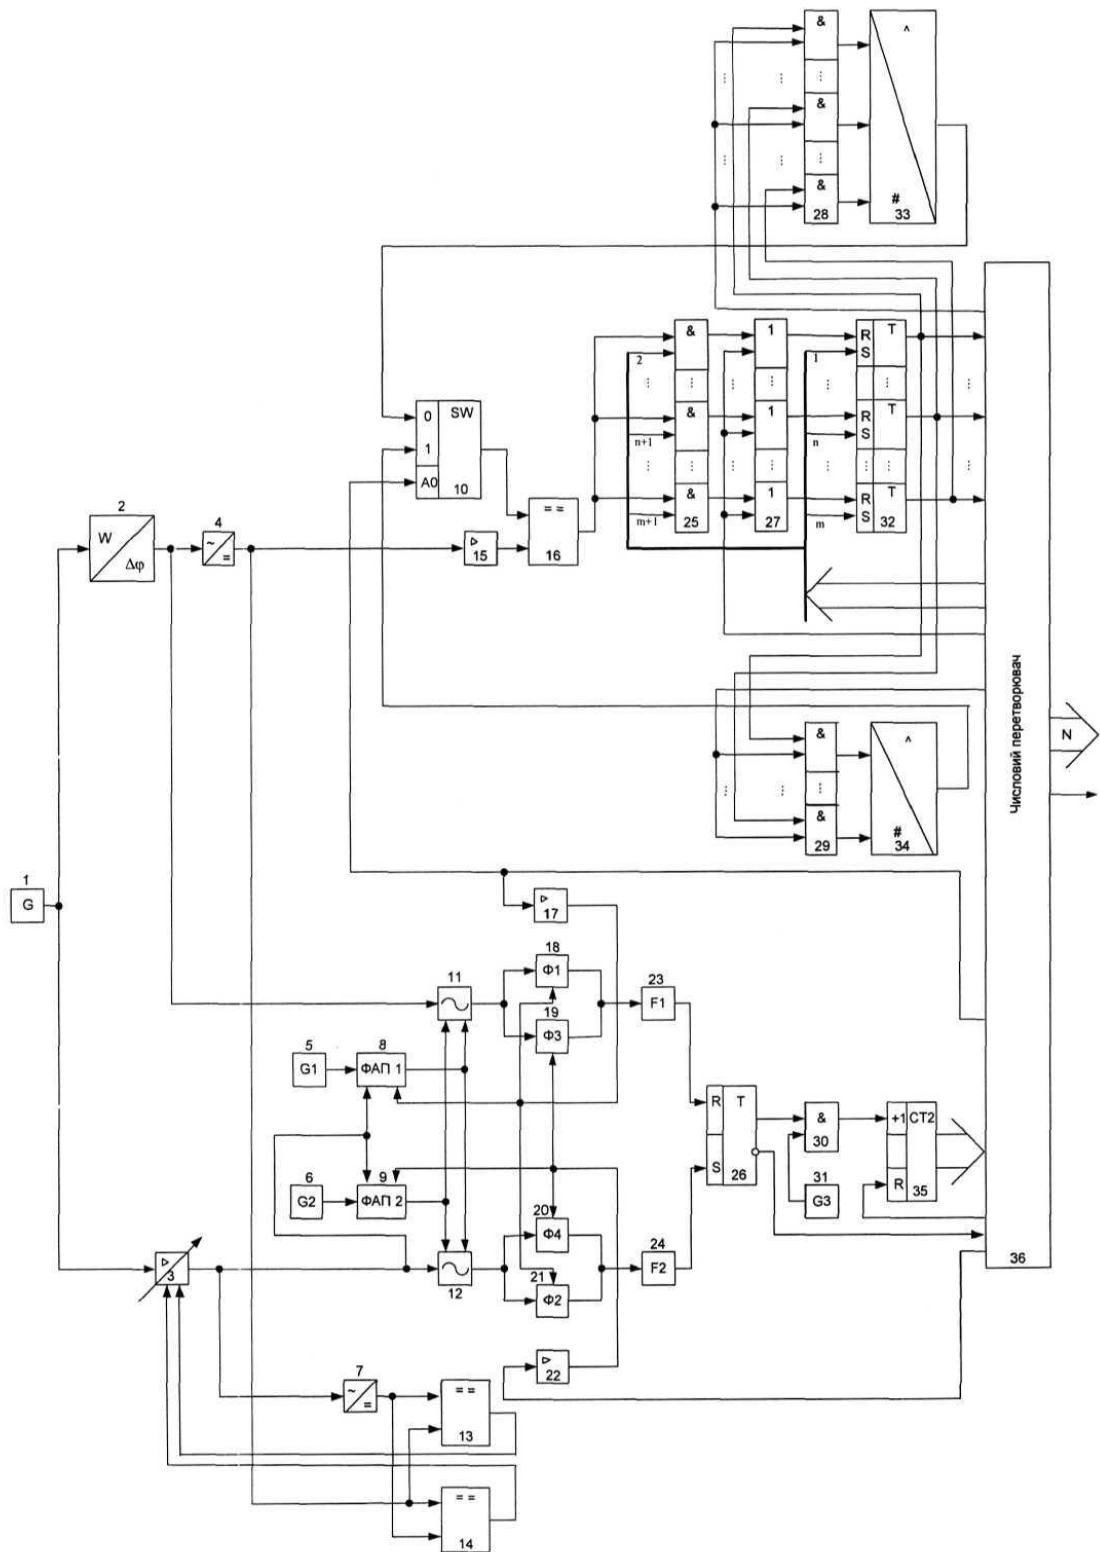 &
⋮
&
⋮
&
28
^
#
33
2
4
W
Δφ
~
=
0
SW
1
A0
10
▷
15
= =
16
2
n+1
m+1
&
⋮
&
⋮
&
25
1
⋮
1
⋮
1
27
1
n
m
R T
S
⋮
R T
S
⋮
R T
S
32
Числовий перетворювач
N
&
⋮
&
29
^
#
34
1
G
▷
17
11
18
Ф1
19
Ф3
23
F1
5
G1
8
ФАП 1
6
G2
9
ФАП 2
R T
S
26
&
30
31
G3
+1 CT2
R
35
20
Ф4
21
Ф2
24
F2
12
▷
3
36
▷
22
7
~
=
= =
13
= =
14